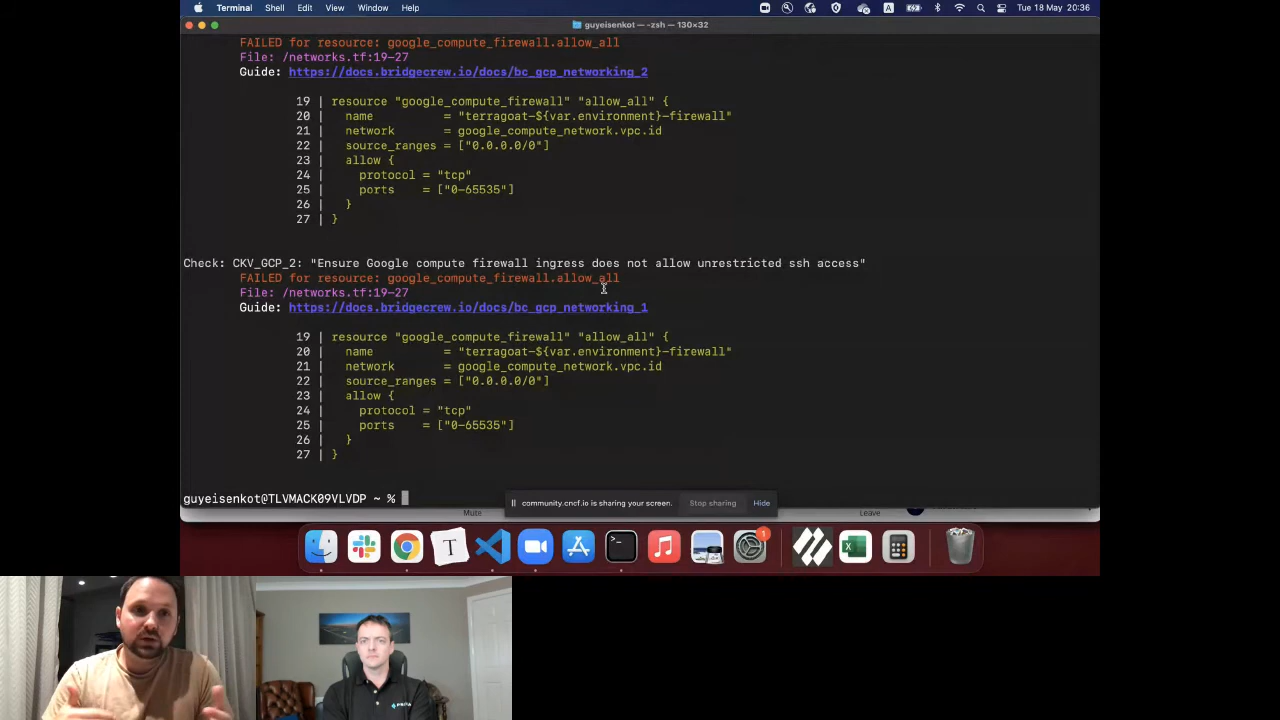 Terminal Shell Edit View Window Help
A
Tue 18 May 20:36
guyeisenkot — -zsh — 130×32
FAILED for resource: google_compute_firewall.allow_all
File: /networks.tf:19-27
Guide: https://docs.bridgecrew.io/docs/bc_gcp_networking_2
19 | resource "google_compute_firewall" "allow_all" {
20 | name = "terragoat-${var.environment}-firewall"
21 | network = google_compute_network.vpc.id
22 | source_ranges = ["0.0.0.0/0"]
23 | allow {
24 | protocol = "tcp"
25 | ports = ["0-65535"]
26 | }
27 | }
Check: CKV_GCP_2: "Ensure Google compute firewall ingress does not allow unrestricted ssh access"
FAILED for resource: google_compute_firewall.allow_all
File: /networks.tf:19-27
Guide: https://docs.bridgecrew.io/docs/bc_gcp_networking_1
19 | resource "google_compute_firewall" "allow_all" {
20 | name = "terragoat-${var.environment}-firewall"
21 | network = google_compute_network.vpc.id
22 | source_ranges = ["0.0.0.0/0"]
23 | allow {
24 | protocol = "tcp"
25 | ports = ["0-65535"]
26 | }
27 | }
guyeisenkot@TLVMACK09VLVDP ~ %
community.cncf.io is sharing your screen. Stop sharing Hide
Mute Leave
T
1